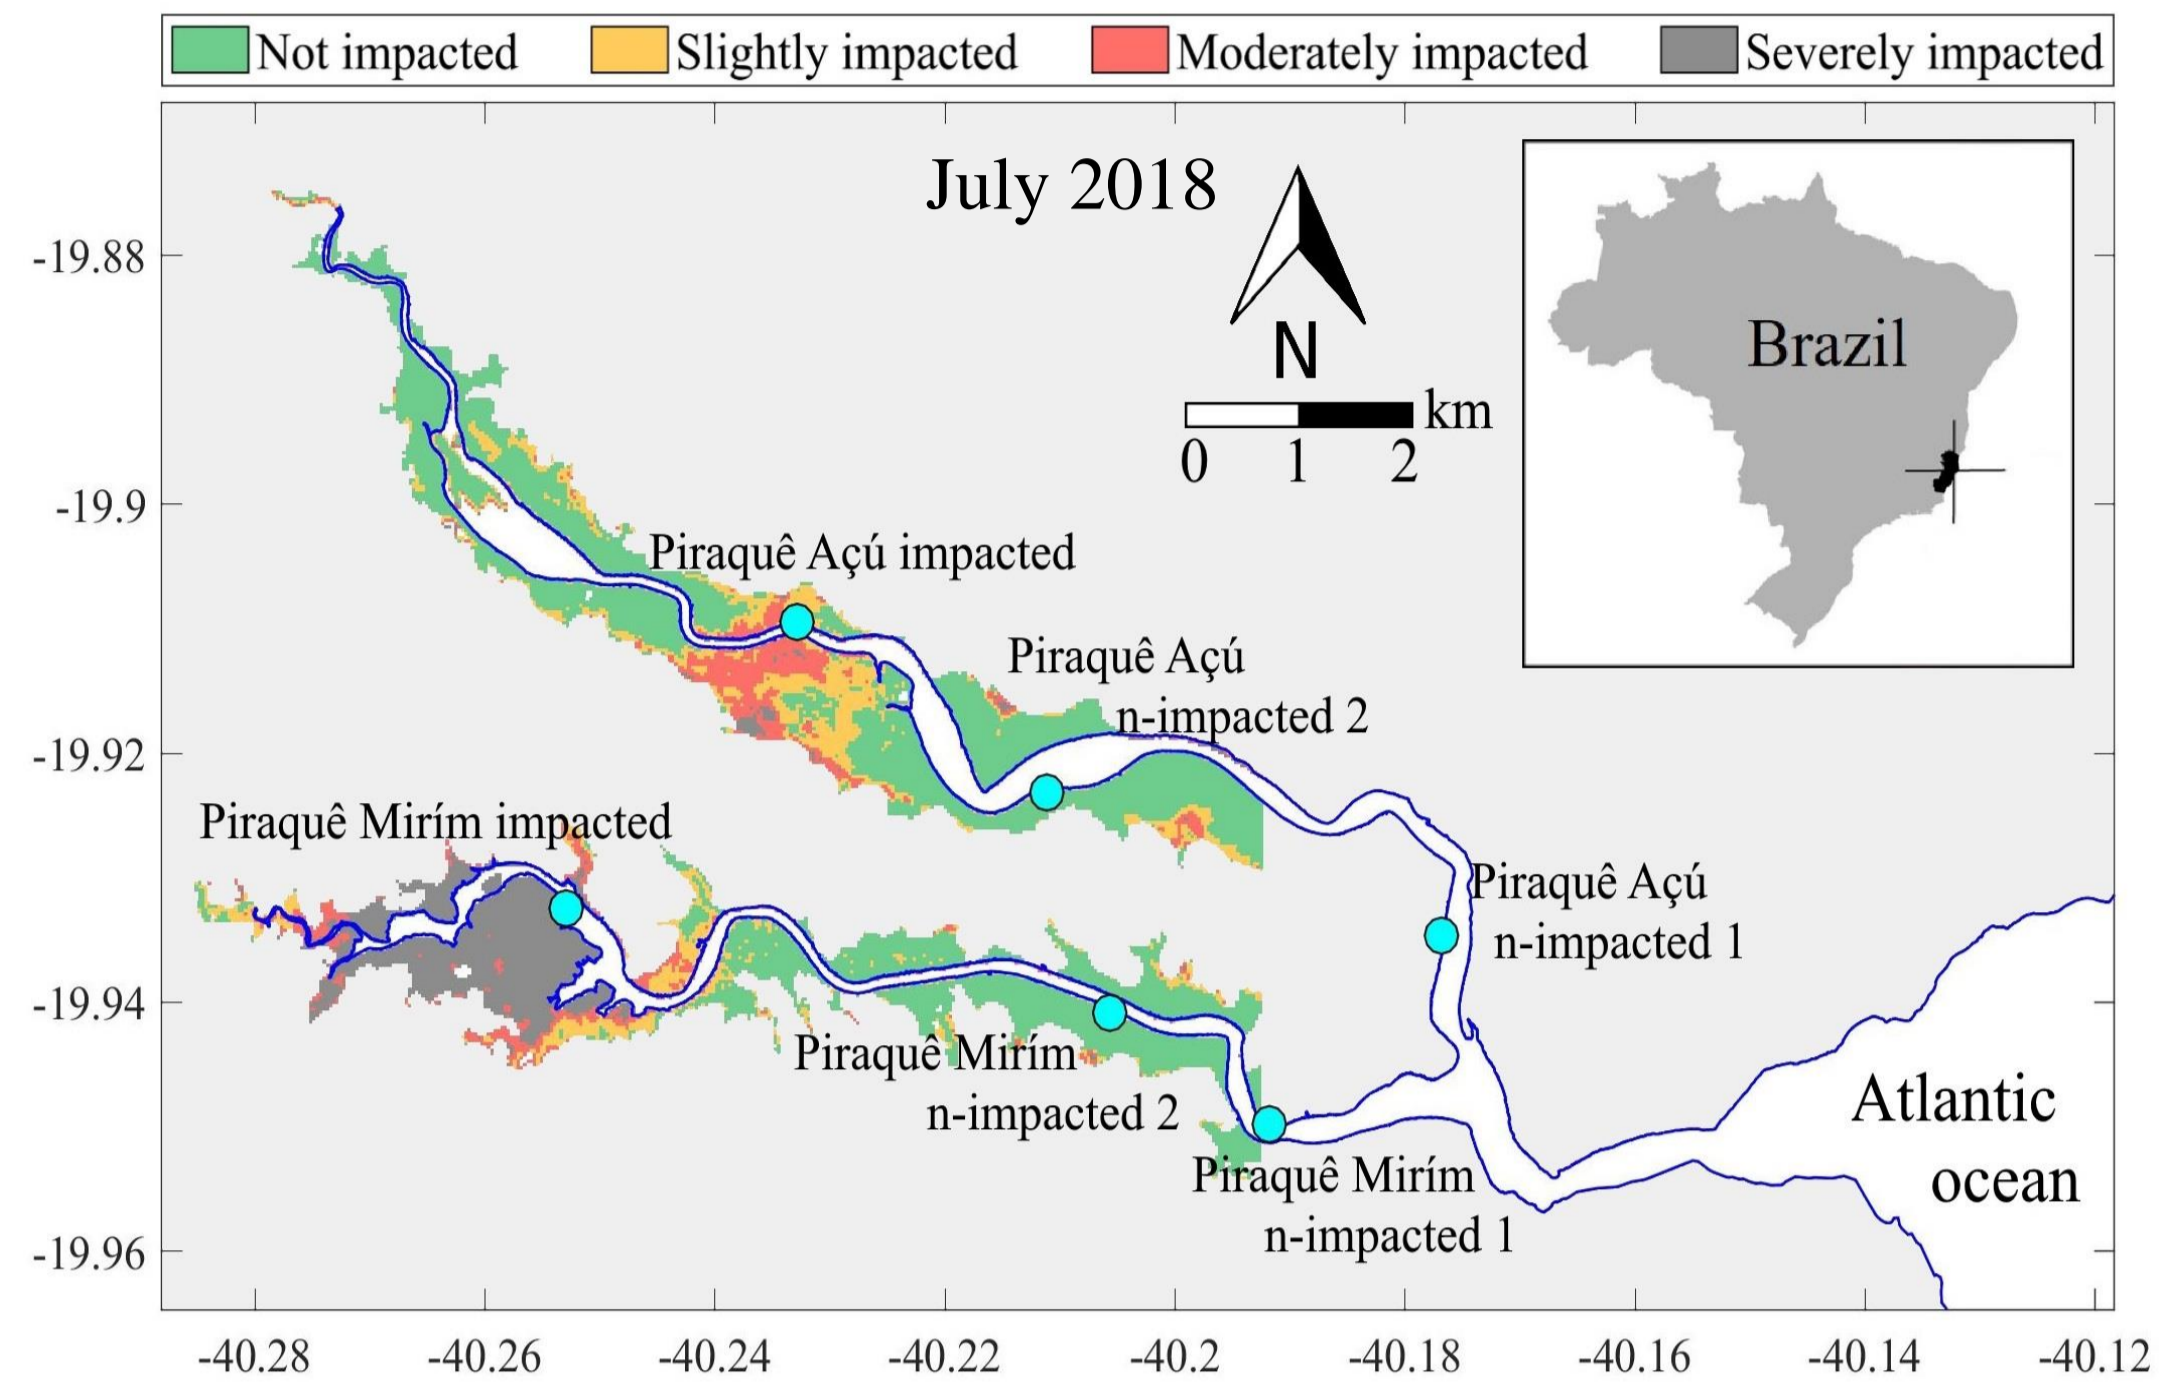 Not impacted Slightly impacted Moderately impacted Severely impacted
July 2018
N
km
0 1 2
Brazil
-19.88
-19.9
-19.92
-19.94
-19.96
Piraquê Açú impacted
Piraquê Açú
n-impacted 2
Piraquê Mirím impacted
Piraquê Açú
n-impacted 1
Piraquê Mirím
n-impacted 2
Piraquê Mirím
n-impacted 1
Atlantic
ocean
-40.28 -40.26 -40.24 -40.22 -40.2 -40.18 -40.16 -40.14 -40.12